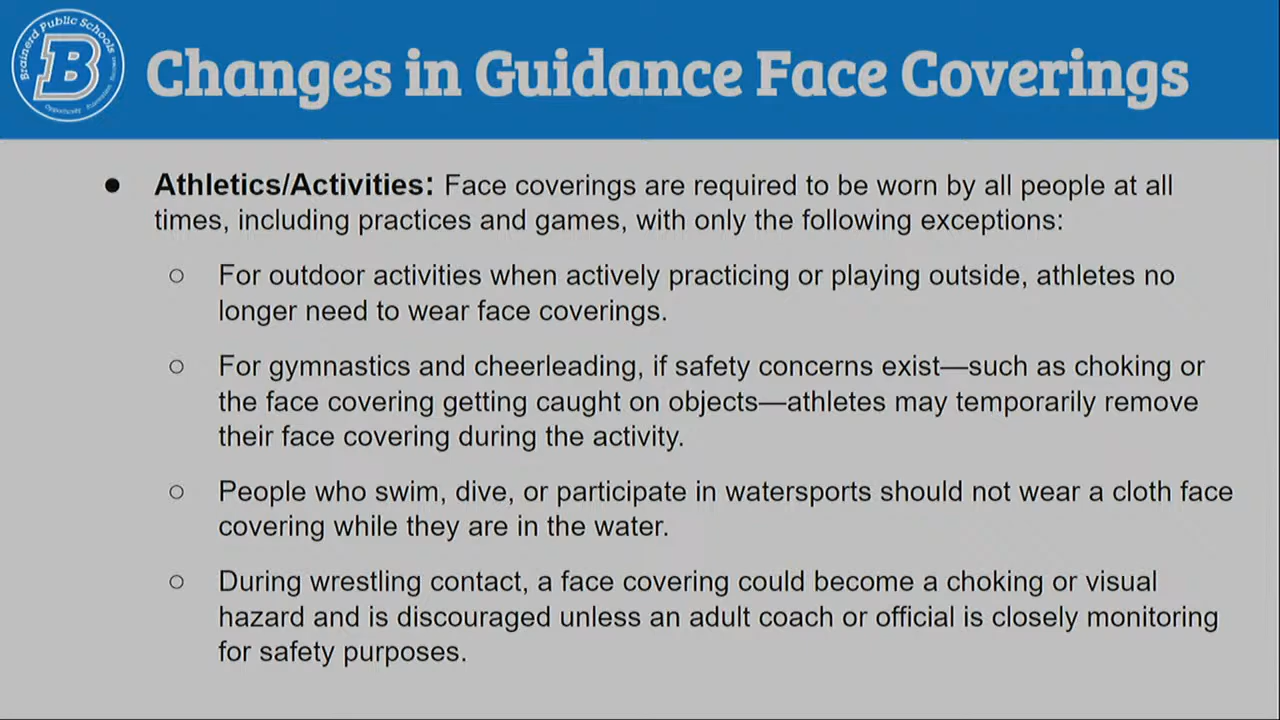 Brainerd Public Schools
B
Changes in Guidance Face Coverings
● Athletics/Activities: Face coverings are required to be worn by all people at all
times, including practices and games, with only the following exceptions:
○ For outdoor activities when actively practicing or playing outside, athletes no
longer need to wear face coverings.
○ For gymnastics and cheerleading, if safety concerns exist—such as choking or
the face covering getting caught on objects—athletes may temporarily remove
their face covering during the activity.
○ People who swim, dive, or participate in watersports should not wear a cloth face
covering while they are in the water.
○ During wrestling contact, a face covering could become a choking or visual
hazard and is discouraged unless an adult coach or official is closely monitoring
for safety purposes.